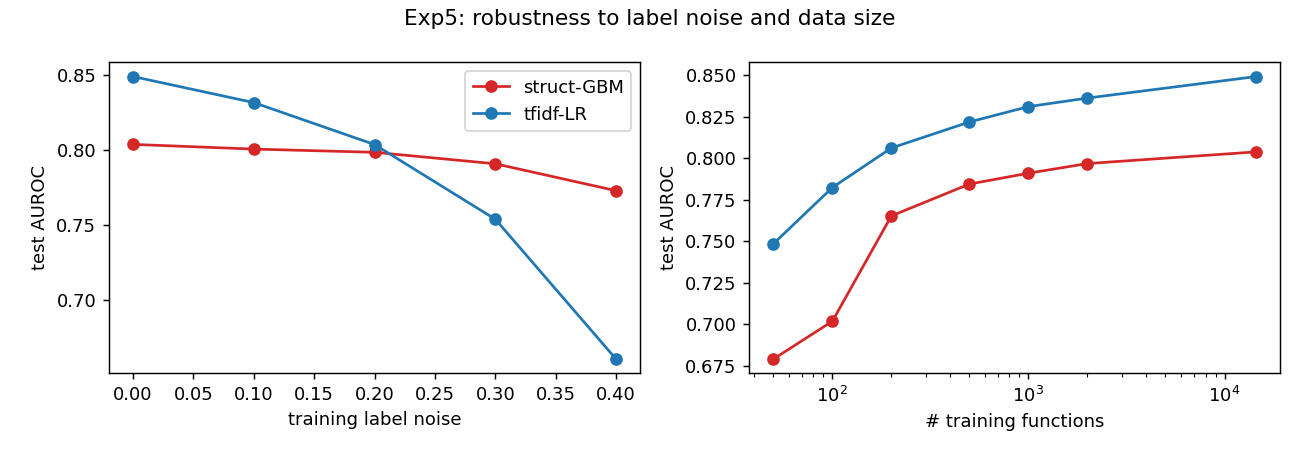 Exp5: robustness to label noise and data size
test AUROC
0.85
0.80
0.75
0.70
struct-GBM
tfidf-LR
0.00 0.05 0.10 0.15 0.20 0.25 0.30 0.35 0.40
training label noise
test AUROC
0.850
0.825
0.800
0.775
0.750
0.725
0.700
0.675
10² 10³ 10⁴
# training functions